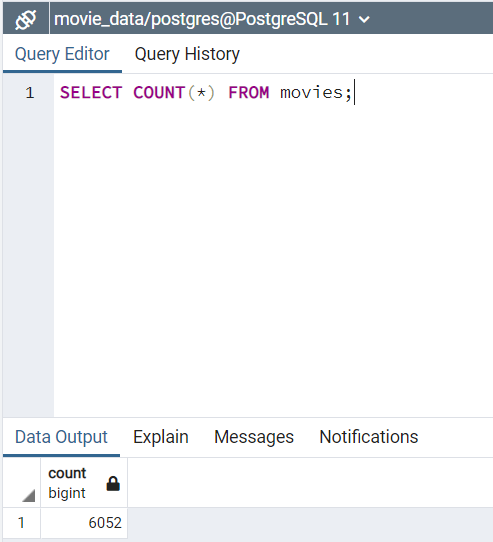 movie_data/postgres@PostgreSQL 11
Query Editor Query History
1 SELECT COUNT(*) FROM movies;
Data Output Explain Messages Notifications
count
bigint
1 6052